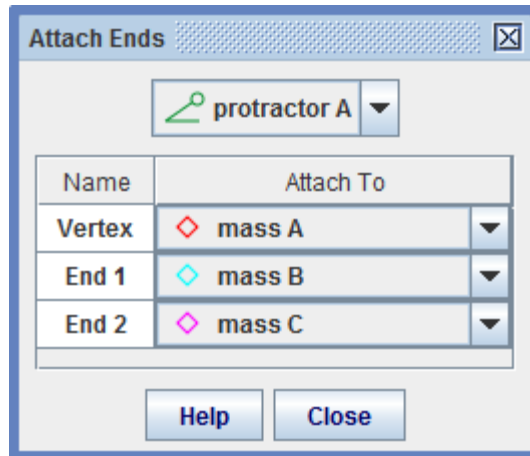 Attach Ends
protractor A
Name Attach To
Vertex mass A
End 1 mass B
End 2 mass C
Help Close